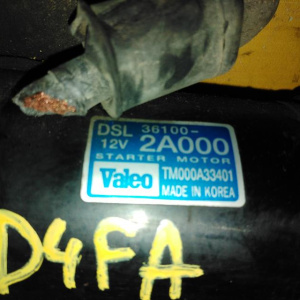 DSL 36100-
12V 2A000
STARTER MOTOR
Valeo TM000A33401
MADE IN KOREA
D4FA